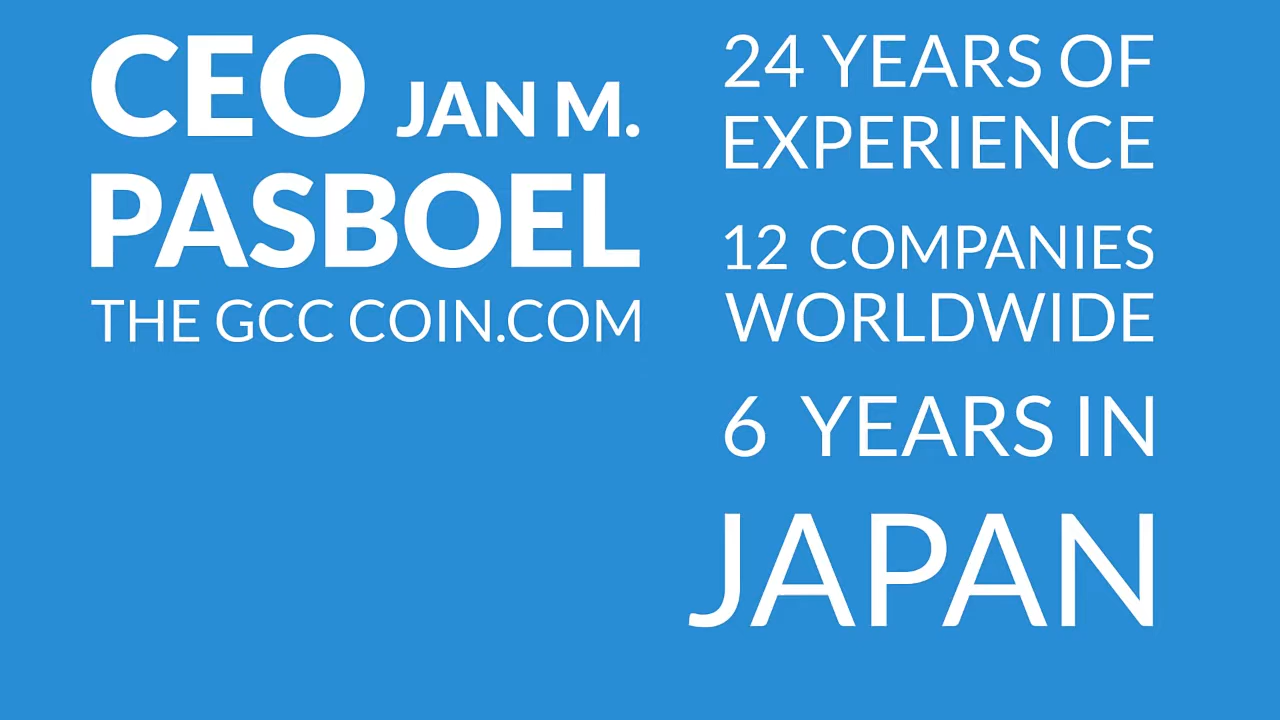 CEO JAN M.
PASBOEL
THE GCC COIN.COM
24 YEARS OF
EXPERIENCE
12 COMPANIES
WORLDWIDE
6 YEARS IN
JAPAN